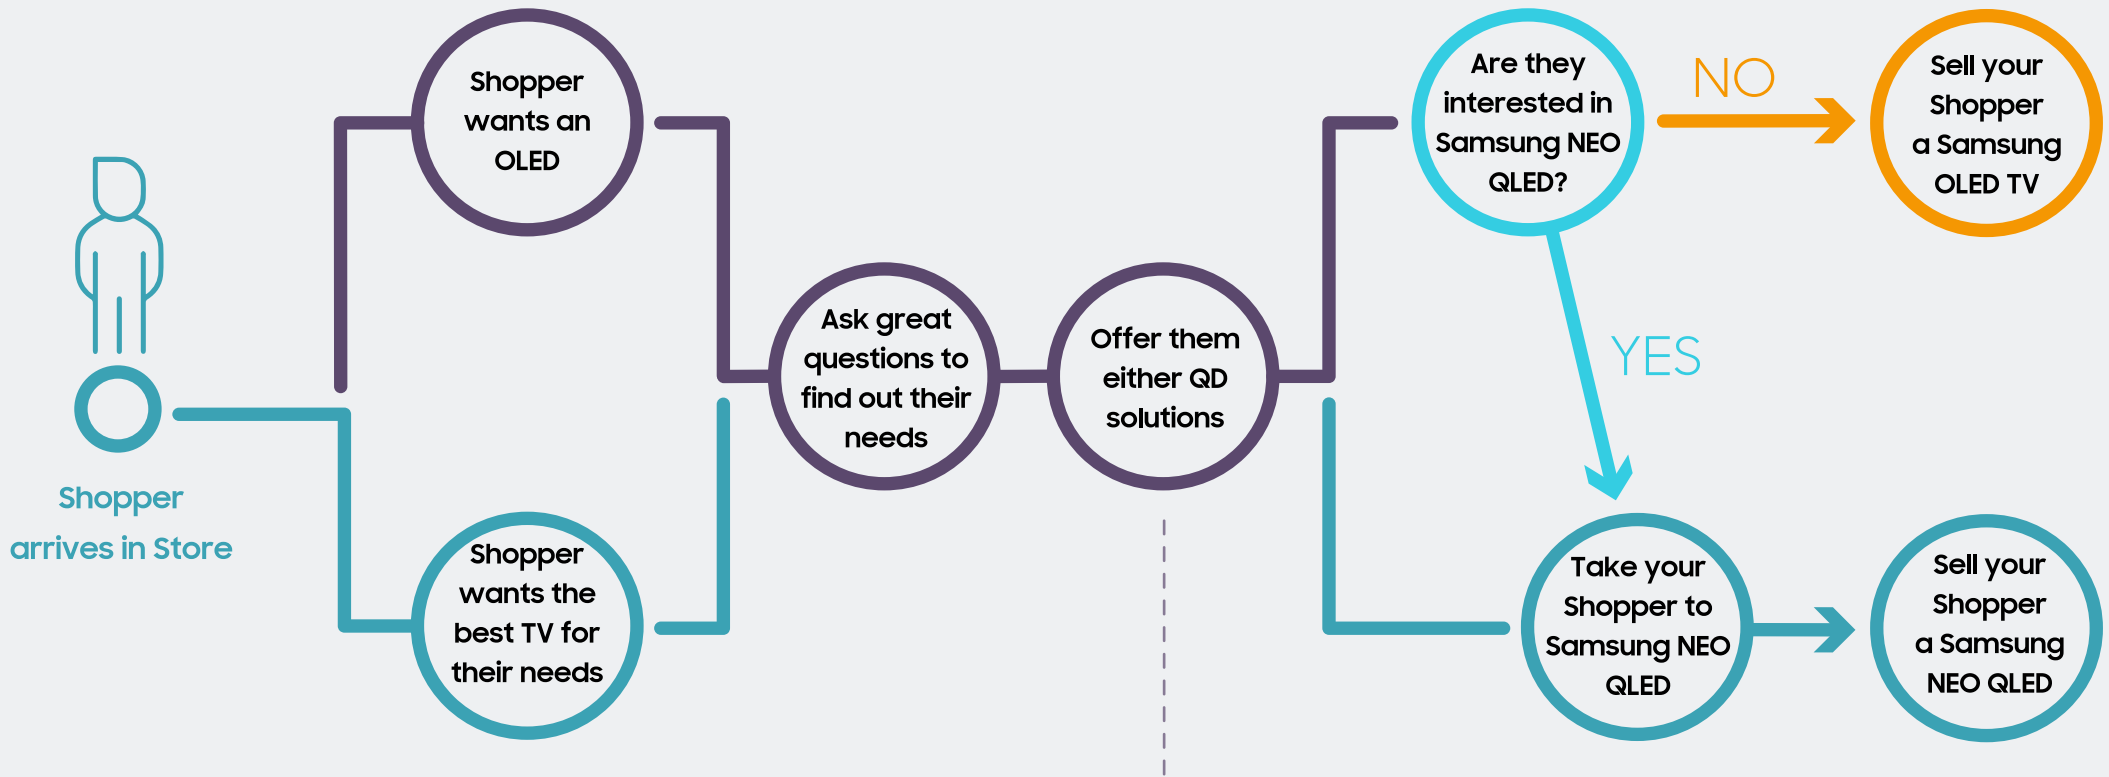 Shopper
arrives in Store
Shopper
wants an
OLED
Shopper
wants the
best TV for
their needs
Ask great
questions to
find out their
needs
Offer them
either QD
solutions
Are they
interested in
Samsung NEO
QLED?
NO
Sell your
Shopper
a Samsung
OLED TV
YES
Take your
Shopper to
Samsung NEO
QLED
Sell your
Shopper
a Samsung
NEO QLED